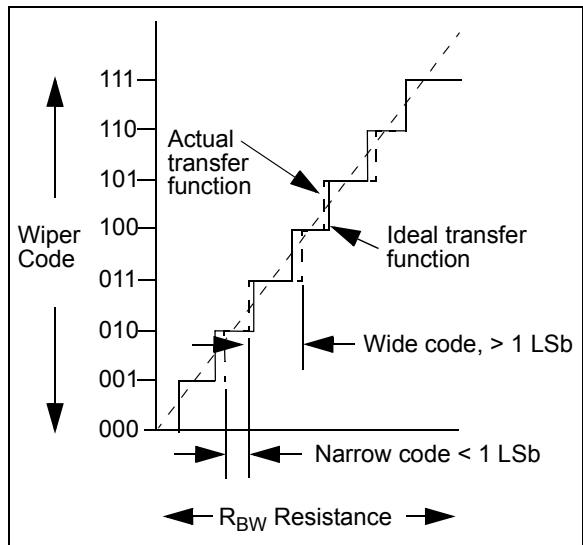 111
110
101
100
011
010
001
000
Wiper
Code
Actual
transfer
function
Ideal transfer
function
Wide code, > 1 LSb
Narrow code < 1 LSb
RBW Resistance